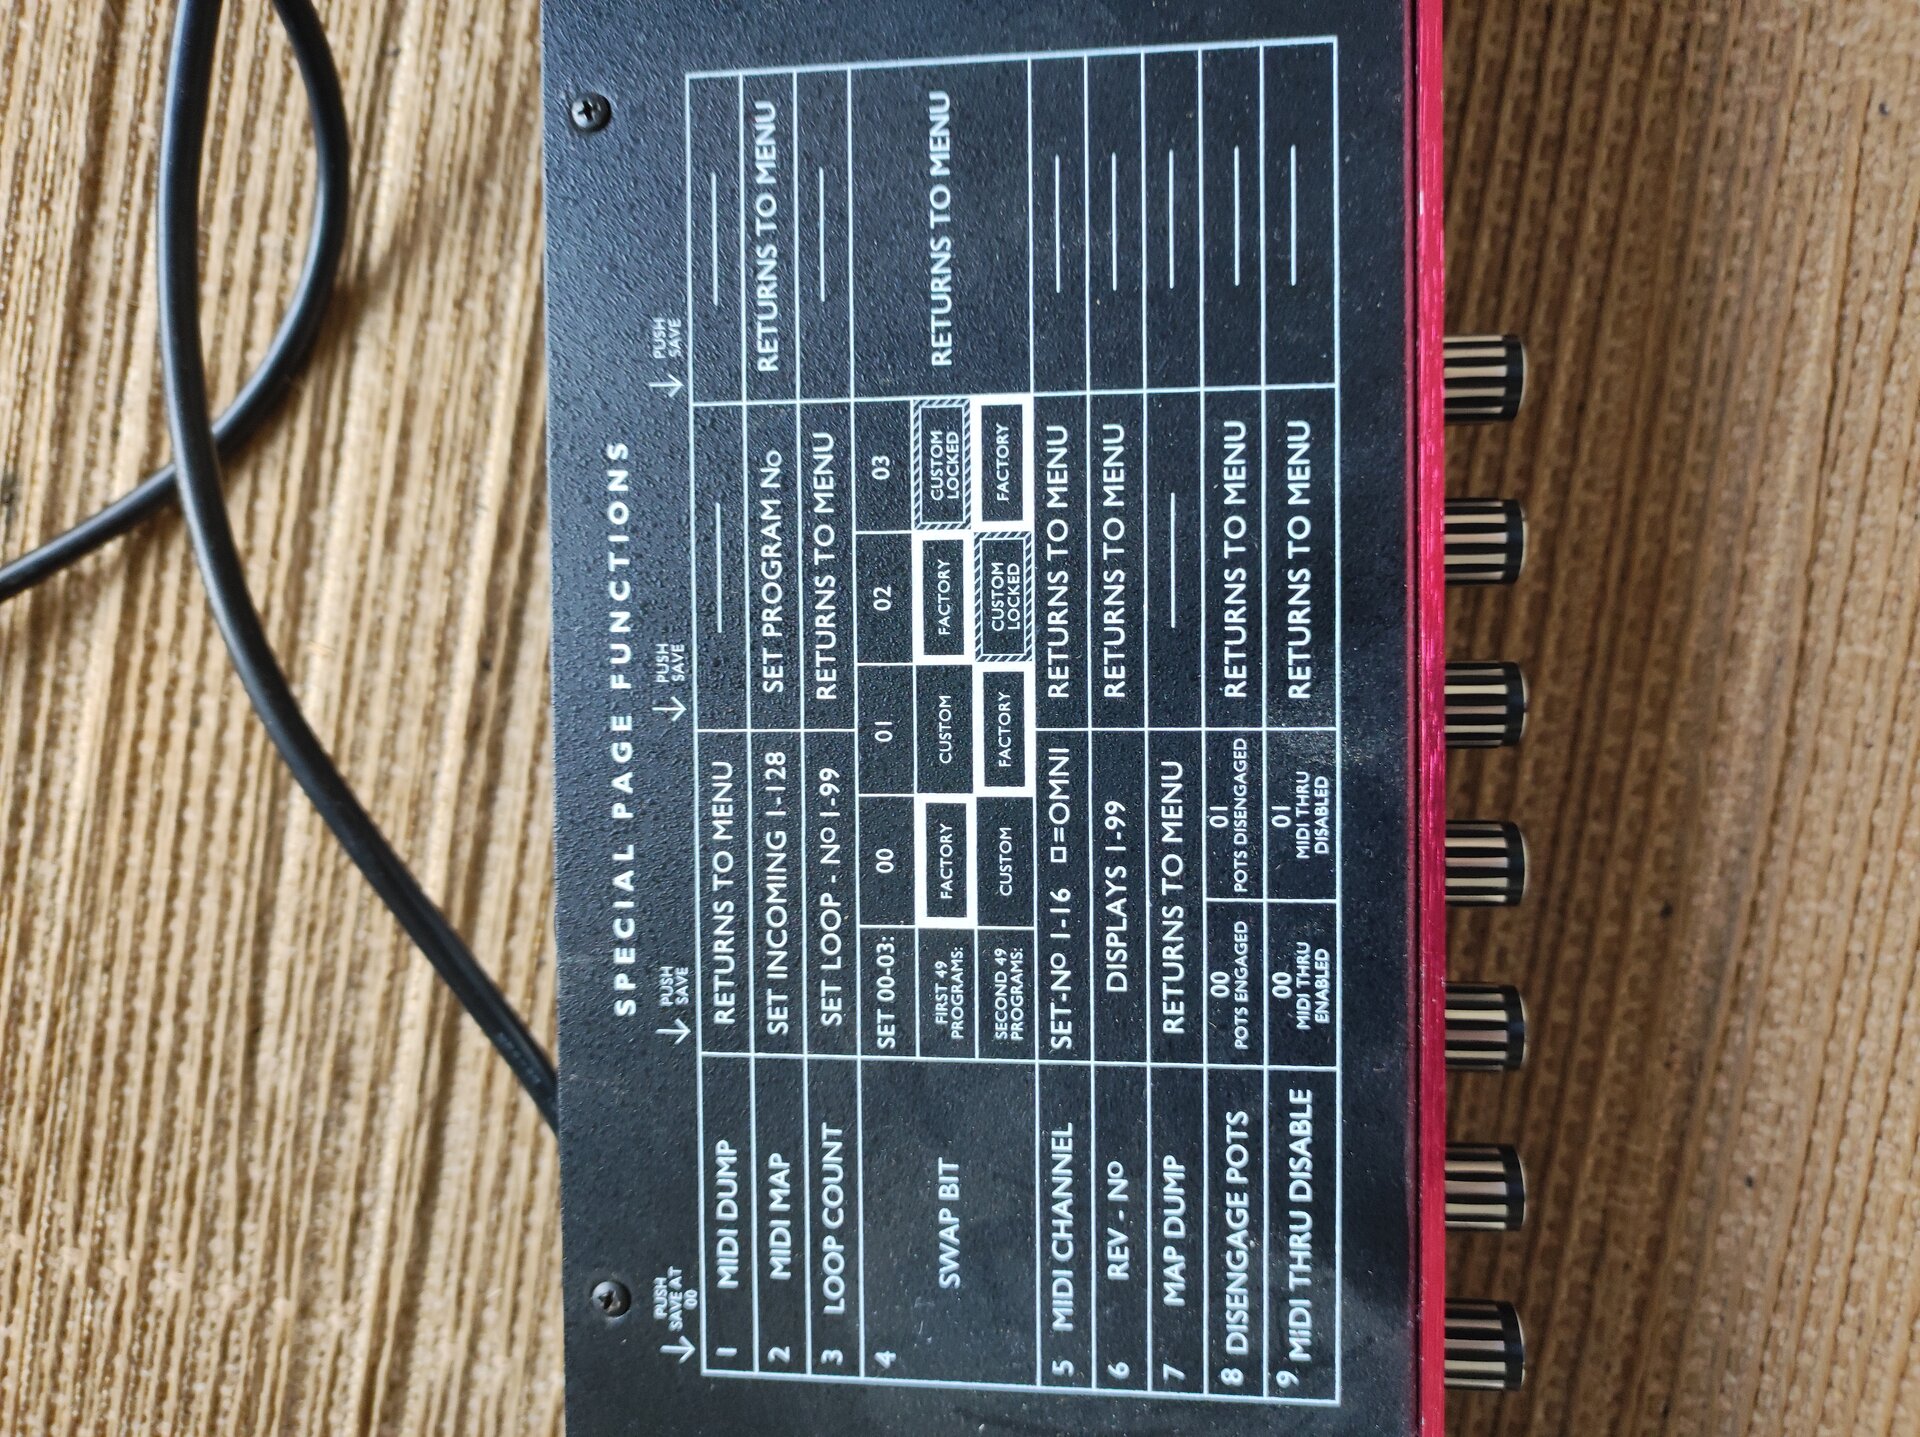 SPECIAL PAGE FUNCTIONS
PUSH
SAVE AT
00
PUSH
SAVE
PUSH
SAVE
PUSH
SAVE
1 MIDI DUMP RETURNS TO MENU
2 MIDI MAP SET INCOMING 1-128 SET PROGRAM No RETURNS TO MENU
3 LOOP COUNT SET LOOP - No 1-99 RETURNS TO MENU
4 SWAP BIT
SET 00-03: 00 01 02 03
FIRST 49
PROGRAMS:
FACTORY CUSTOM FACTORY CUSTOM
LOCKED
SECOND 49
PROGRAMS:
CUSTOM FACTORY CUSTOM
LOCKED
FACTORY
RETURNS TO MENU
5 MIDI CHANNEL SET-No 1-16 □=OMNI RETURNS TO MENU
6 REV.- No DISPLAYS 1-99 RETURNS TO MENU
7 MAP DUMP RETURNS TO MENU
8 DISENGAGE POTS 00
POTS ENGAGED
01
POTS DISENGAGED
RETURNS TO MENU
9 MIDI THRU DISABLE 00
MIDI THRU
ENABLED
01
MIDI THRU
DISABLED
RETURNS TO MENU